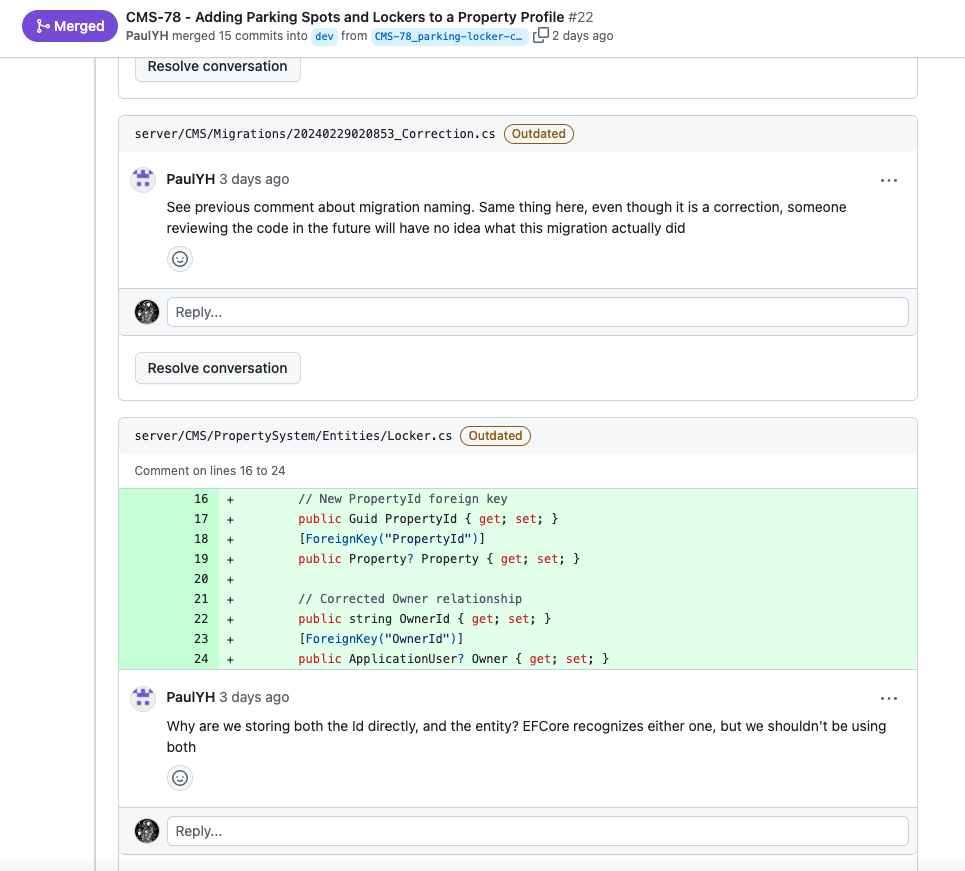 Merged
CMS-78 - Adding Parking Spots and Lockers to a Property Profile #22
PaulYH merged 15 commits into dev from CMS-78_parking-locker-c… 2 days ago
Resolve conversation
server/CMS/Migrations/20240229020853_Correction.cs Outdated
PaulYH 3 days ago
See previous comment about migration naming. Same thing here, even though it is a correction, someone
reviewing the code in the future will have no idea what this migration actually did
Reply...
Resolve conversation
server/CMS/PropertySystem/Entities/Locker.cs Outdated
Comment on lines 16 to 24
16 + // New PropertyId foreign key
17 + public Guid PropertyId { get; set; }
18 + [ForeignKey("PropertyId")]
19 + public Property? Property { get; set; }
20 +
21 + // Corrected Owner relationship
22 + public string OwnerId { get; set; }
23 + [ForeignKey("OwnerId")]
24 + public ApplicationUser? Owner { get; set; }
PaulYH 3 days ago
Why are we storing both the Id directly, and the entity? EFCore recognizes either one, but we shouldn't be using
both
Reply...